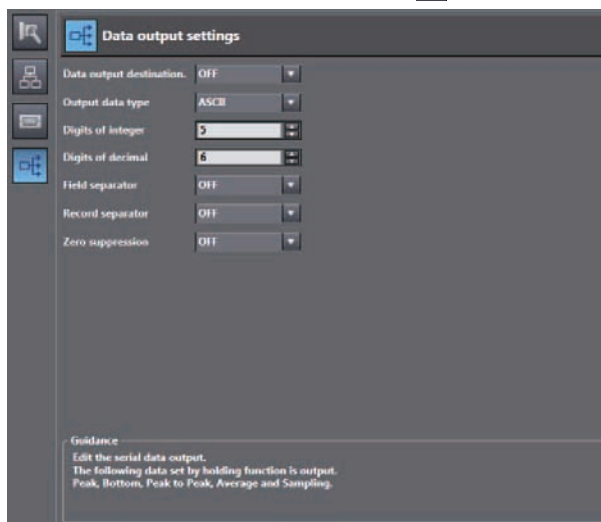 Data output settings
Data output destination. OFF
Output data type ASCII
Digits of integer 5
Digits of decimal 6
Field separator OFF
Record separator OFF
Zero suppression OFF
Guidance
Edit the serial data output.
The following data set by holding function is output.
Peak, Bottom, Peak to Peak, Average and Sampling.